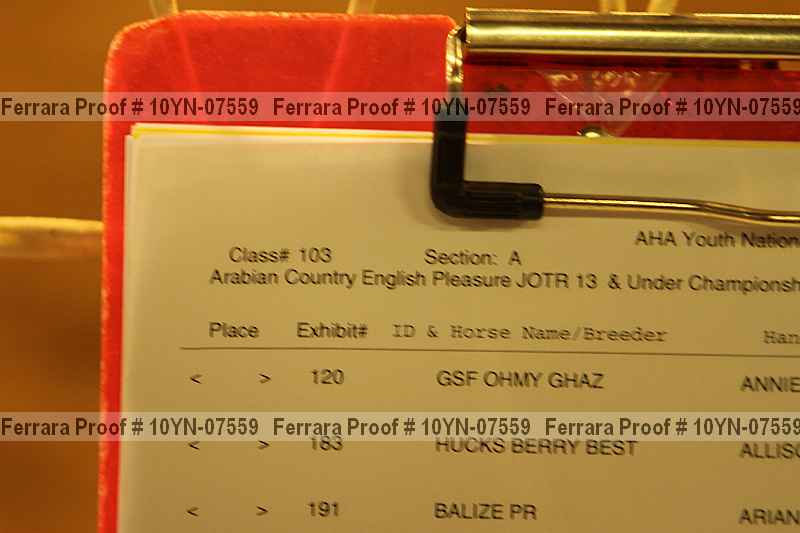 Ferrara Proof # 10YN-07559 Ferrara Proof # 10YN-07559 Ferrara Proof # 10YN-07559
AHA Youth Nation
Class# 103 Section: A
Arabian Country English Pleasure JOTR 13 & Under Championsh
Place Exhibit# ID & Horse Name/Breeder Han
< > 120 GSF OHMY GHAZ ANNIE
Ferrara Proof # 10YN-07559 Ferrara Proof # 10YN-07559 Ferrara Proof # 10YN-07559
< > 183 HUCKS BERRY BEST ALLISO
< > 191 BALIZE PR ARIAN